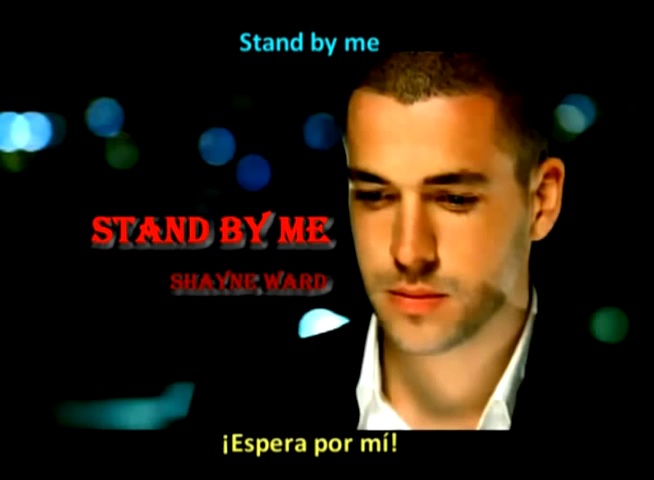 Stand by me
STAND BY ME
SHAYNE WARD
¡Espera por mí!